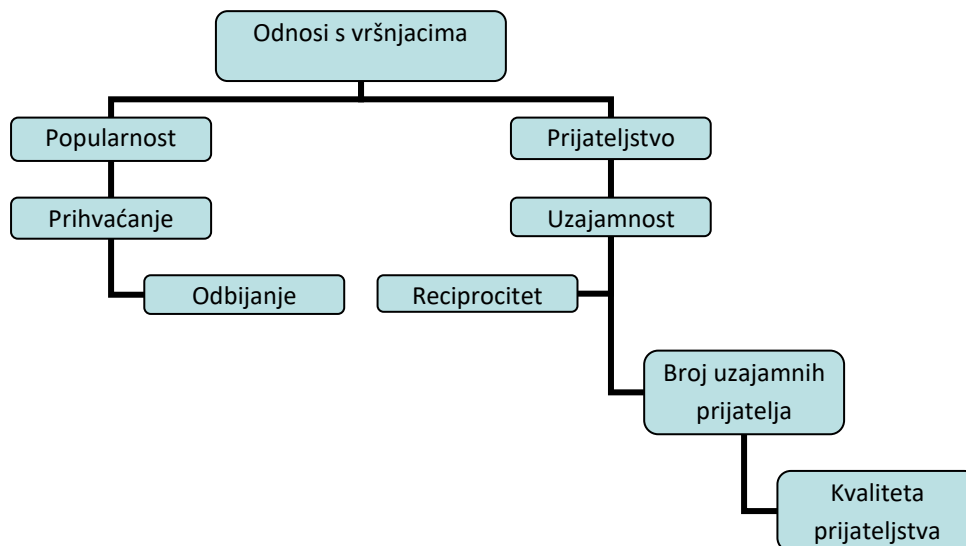 Odnosi s vršnjacima
Popularnost
Prijateljstvo
Prihvaćanje
Uzajamnost
Odbijanje
Reciprocitet
Broj uzajamnih
prijatelja
Kvaliteta
prijateljstva